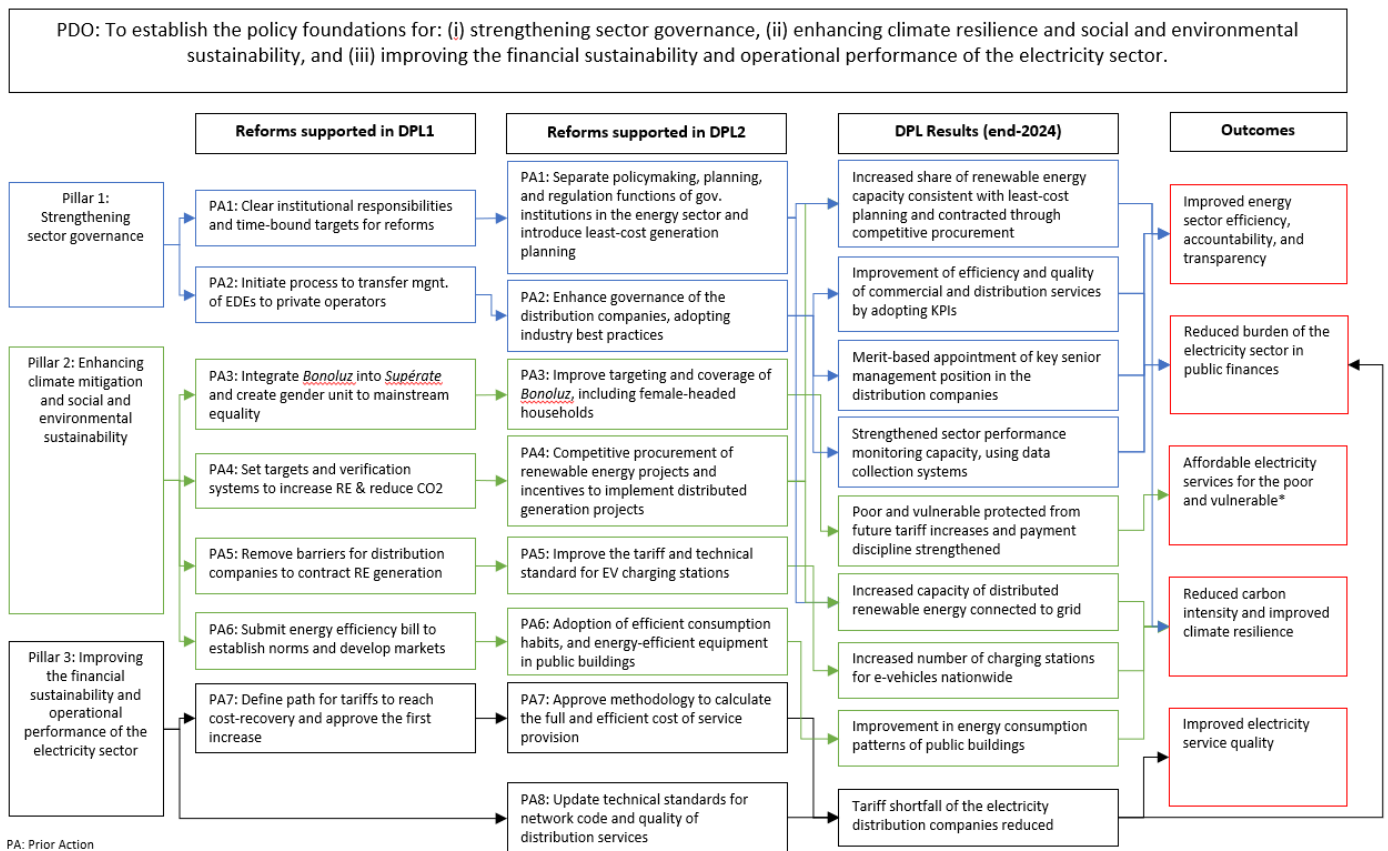 PDO: To establish the policy foundations for: (i) strengthening sector governance, (ii) enhancing climate resilience and social and environmental
sustainability, and (iii) improving the financial sustainability and operational performance of the electricity sector.
Reforms supported in DPL1
Reforms supported in DPL2
DPL Results (end-2024)
Outcomes
Pillar 1:
Strengthening
sector governance
PA1: Clear institutional responsibilities
and time-bound targets for reforms
PA2: Initiate process to transfer mgnt.
of EDEs to private operators
PA1: Separate policymaking, planning,
and regulation functions of gov.
institutions in the energy sector and
introduce least-cost generation
planning
PA2: Enhance governance of the
distribution companies, adopting
industry best practices
Increased share of renewable energy
capacity consistent with least-cost
planning and contracted through
competitive procurement
Improvement of efficiency and quality
of commercial and distribution services
by adopting KPIs
Merit-based appointment of key senior
management position in the
distribution companies
Strengthened sector performance
monitoring capacity, using data
collection systems
Improved energy
sector efficiency,
accountability, and
transparency
Reduced burden of the
electricity sector in
public finances
Pillar 2: Enhancing
climate mitigation
and social and
environmental
sustainability
PA3: Integrate Bonoluz into Supérate
and create gender unit to mainstream
equality
PA4: Set targets and verification
systems to increase RE & reduce CO2
PA5: Remove barriers for distribution
companies to contract RE generation
PA6: Submit energy efficiency bill to
establish norms and develop markets
PA3: Improve targeting and coverage of
Bonoluz, including female-headed
households
PA4: Competitive procurement of
renewable energy projects and
incentives to implement distributed
generation projects
PA5: Improve the tariff and technical
standard for EV charging stations
PA6: Adoption of efficient consumption
habits, and energy-efficient equipment
in public buildings
Poor and vulnerable protected from
future tariff increases and payment
discipline strengthened
Increased capacity of distributed
renewable energy connected to grid
Increased number of charging stations
for e-vehicles nationwide
Improvement in energy consumption
patterns of public buildings
Affordable electricity
services for the poor
and vulnerable*
Reduced carbon
intensity and improved
climate resilience
Pillar 3: Improving
the financial
sustainability and
operational
performance of the
electricity sector
PA7: Define path for tariffs to reach
cost-recovery and approve the first
increase
PA7: Approve methodology to calculate
the full and efficient cost of service
provision
PA8: Update technical standards for
network code and quality of
distribution services
Tariff shortfall of the electricity
distribution companies reduced
Improved electricity
service quality
PA: Prior Action